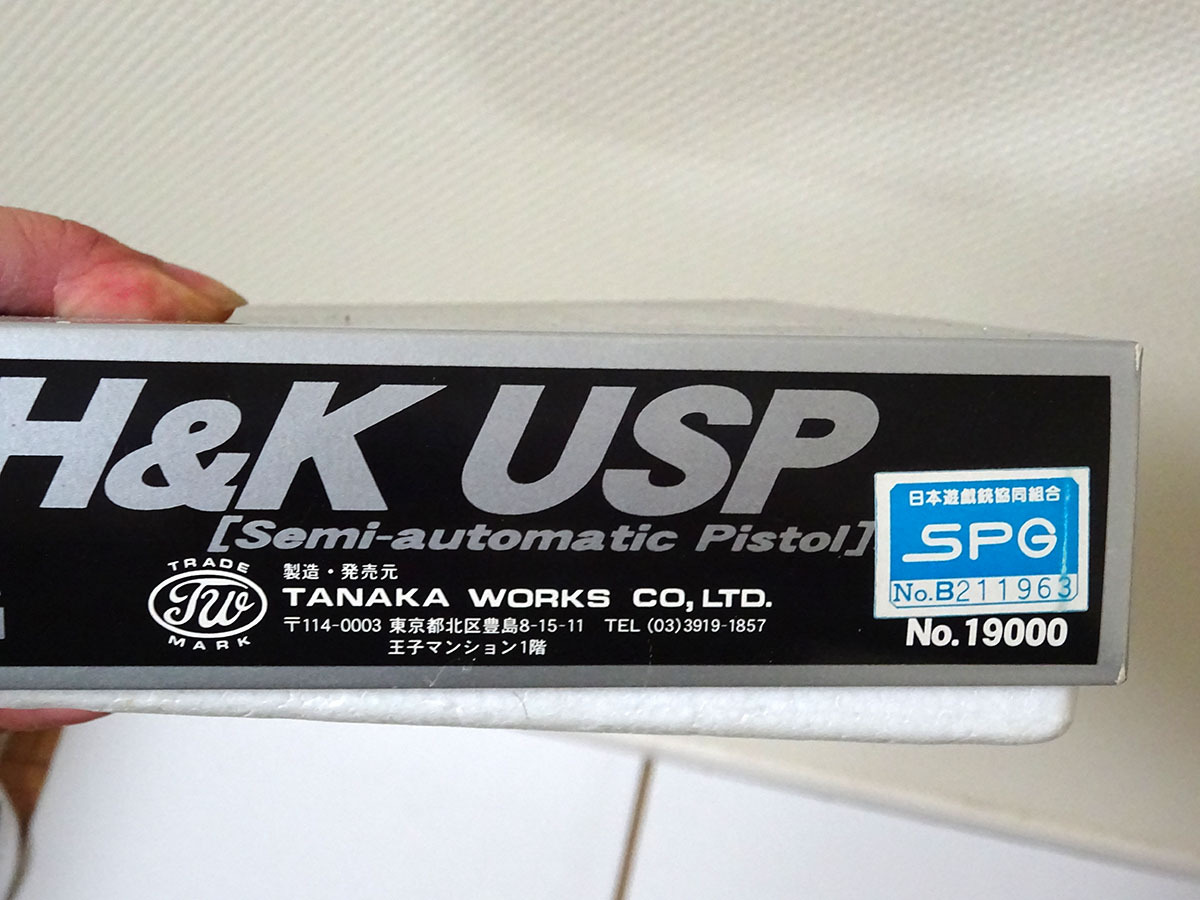 H&K USP
[Semi-automatic Pistol]
TRADE
TW
MARK
製造・発売元
TANAKA WORKS CO,LTD.
〒114-0003 東京都北区豊島8-15-11 TEL (03)3919-1857
王子マンション1階
日本遊戯銃協同組合
SPG
No.B211963
No.19000